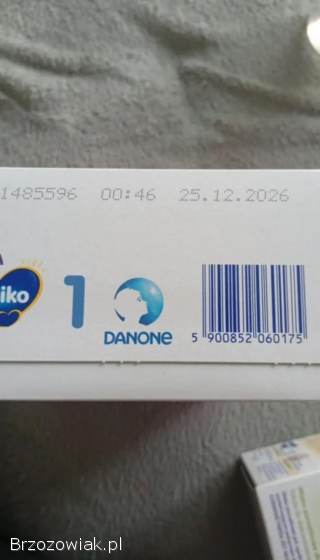 1485596 00:46 25.12.2026
iko
1
DANONE
5 900852 060175
Brzozowiak.pl